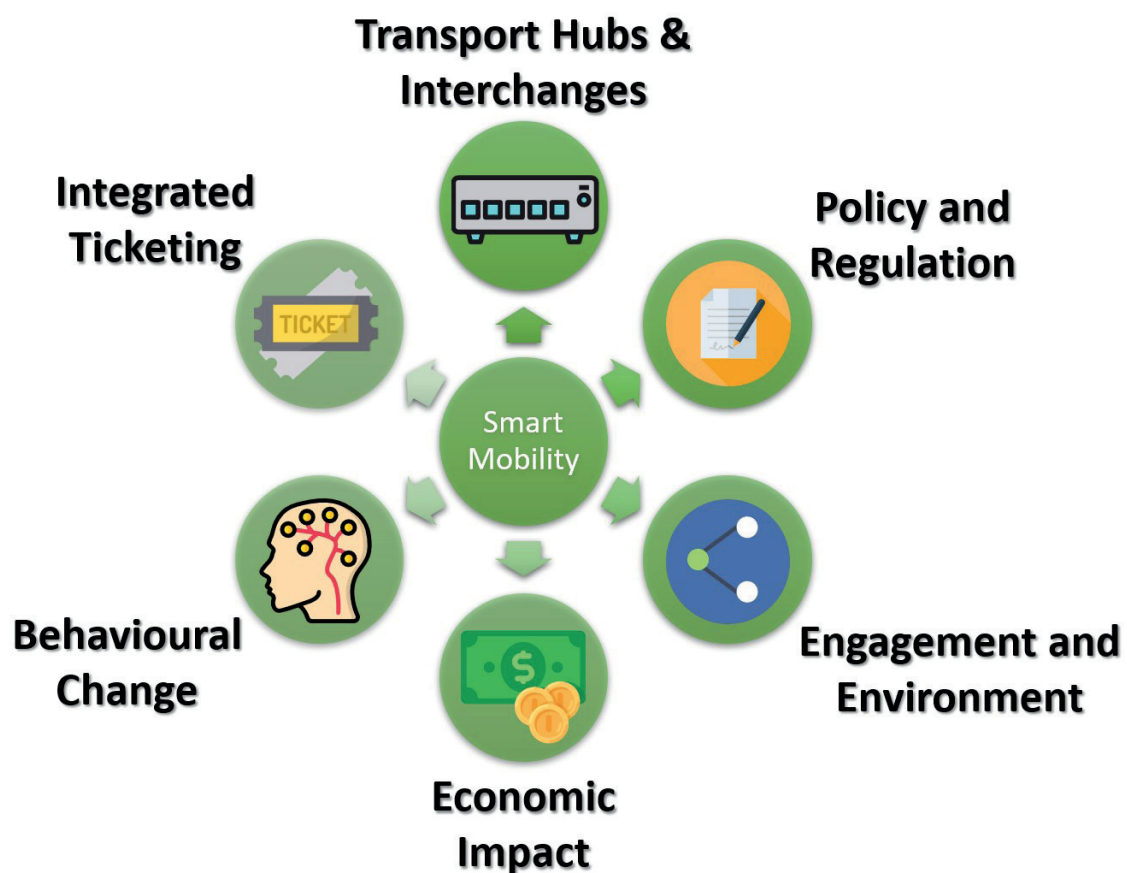 Transport Hubs &
Interchanges
Integrated
Ticketing
Policy and
Regulation
TICKET
Smart
Mobility
Behavioural
Change
Engagement and
Environment
$
Economic
Impact